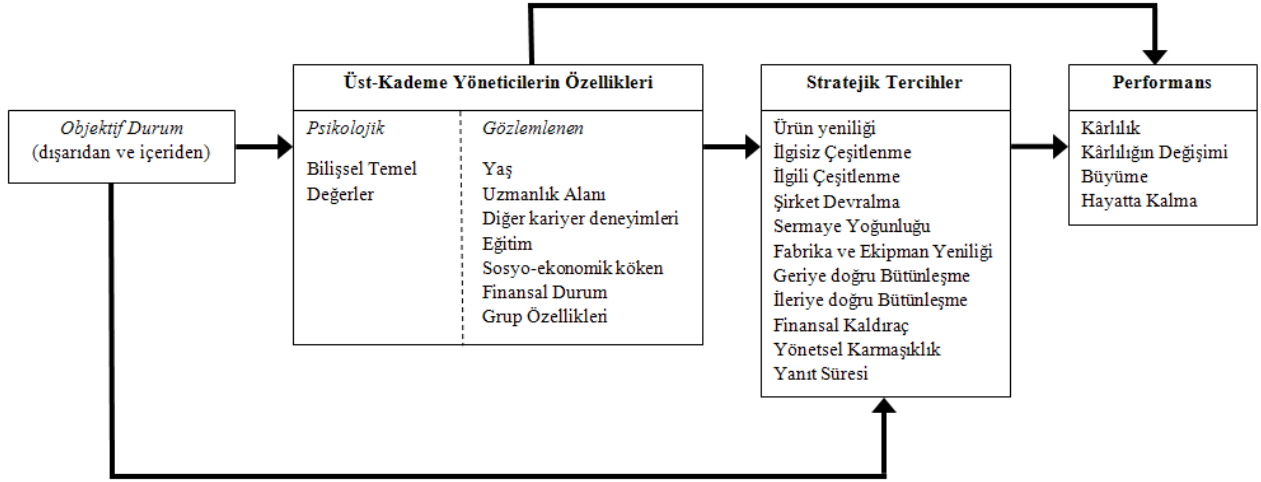 Objektif Durum
(dışarıdan ve içeriden)
Üst-Kademe Yöneticilerin Özellikleri
Psikolojik
Bilişsel Temel
Değerler
Gözlemlenen
Yaş
Uzmanlık Alanı
Diğer kariyer deneyimleri
Eğitim
Sosyo-ekonomik köken
Finansal Durum
Grup Özellikleri
Stratejik Tercihler
Ürün yeniliği
İlgisiz Çeşitlenme
İlgili Çeşitlenme
Şirket Devralma
Sermaye Yoğunluğu
Fabrika ve Ekipman Yeniliği
Geriye doğru Bütünleşme
İleriye doğru Bütünleşme
Finansal Kaldıraç
Yönetsel Karmaşıklık
Yanıt Süresi
Performans
Kârlılık
Kârlılığın Değişimi
Büyüme
Hayatta Kalma